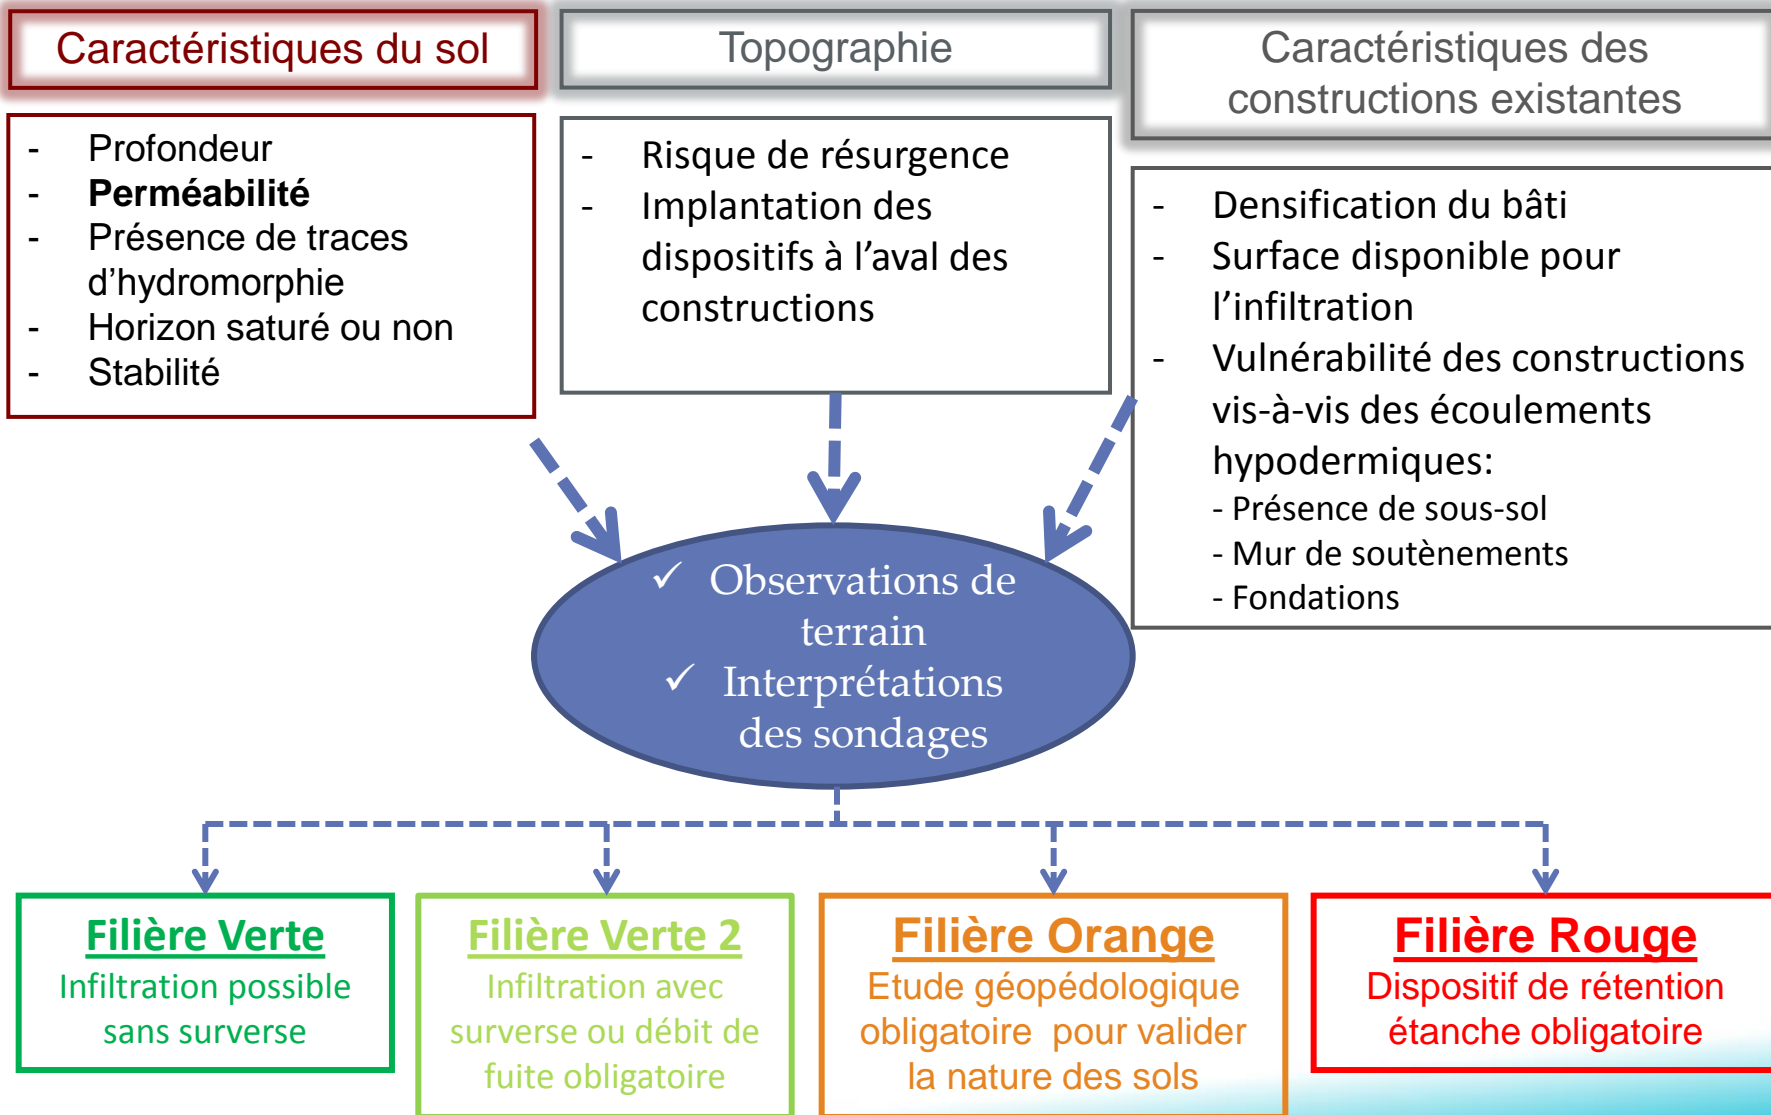 Caractéristiques du sol
- Profondeur
- Perméabilité
- Présence de traces
d'hydromorphie
- Horizon saturé ou non
- Stabilité
Topographie
- Risque de résurgence
- Implantation des
dispositifs à l'aval des
constructions
Caractéristiques des
constructions existantes
- Densification du bâti
- Surface disponible pour
l'infiltration
- Vulnérabilité des constructions
vis-à-vis des écoulements
hypodermiques:
- Présence de sous-sol
- Mur de soutènements
- Fondations
✓ Observations de
terrain
✓ Interprétations
des sondages
Filière Verte
Infiltration possible
sans surverse
Filière Verte 2
Infiltration avec
surverse ou débit de
fuite obligatoire
Filière Orange
Etude géopédologique
obligatoire pour valider
la nature des sols
Filière Rouge
Dispositif de rétention
étanche obligatoire